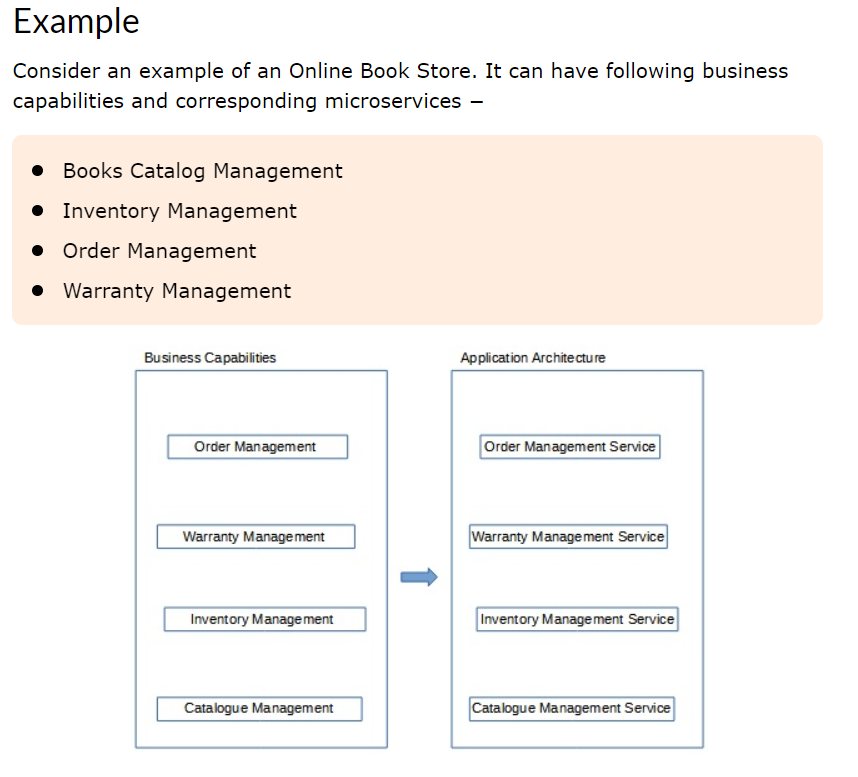 Example
Consider an example of an Online Book Store. It can have following business
capabilities and corresponding microservices −
● Books Catalog Management
● Inventory Management
● Order Management
● Warranty Management
Business Capabilities
Order Management
Warranty Management
Inventory Management
Catalogue Management
Application Architecture
Order Management Service
Warranty Management Service
Inventory Management Service
Catalogue Management Service